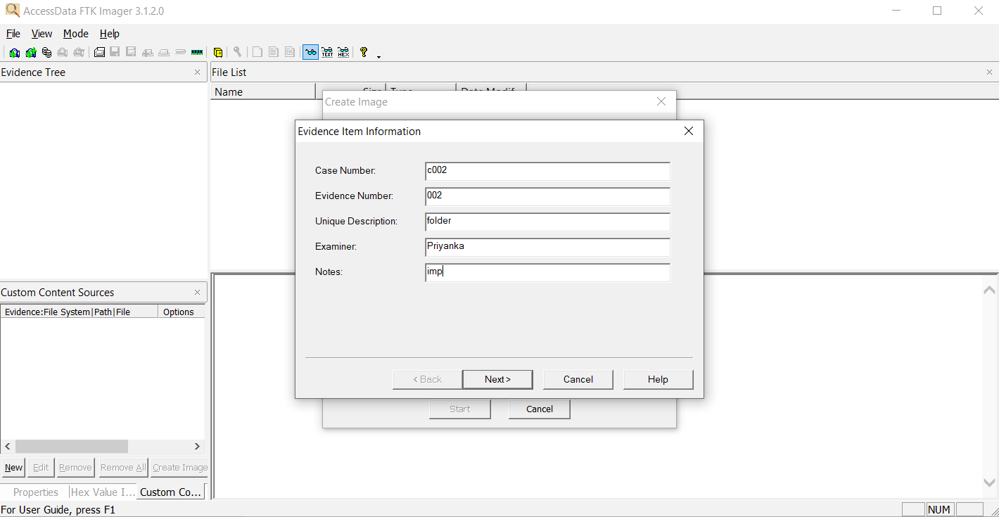 AccessData FTK Imager 3.1.2.0
File View Mode Help
Evidence Tree
File List
Name Size Type Date Modif...
Create Image
Evidence Item Information
Case Number: c002
Evidence Number: 002
Unique Description: folder
Examiner: Priyanka
Notes: imp
< Back Next > Cancel Help
Start Cancel
Custom Content Sources
Evidence:File System|Path|File Options
New Edit Remove Remove All Create Image
Properties Hex Value I... Custom Co...
For User Guide, press F1
NUM